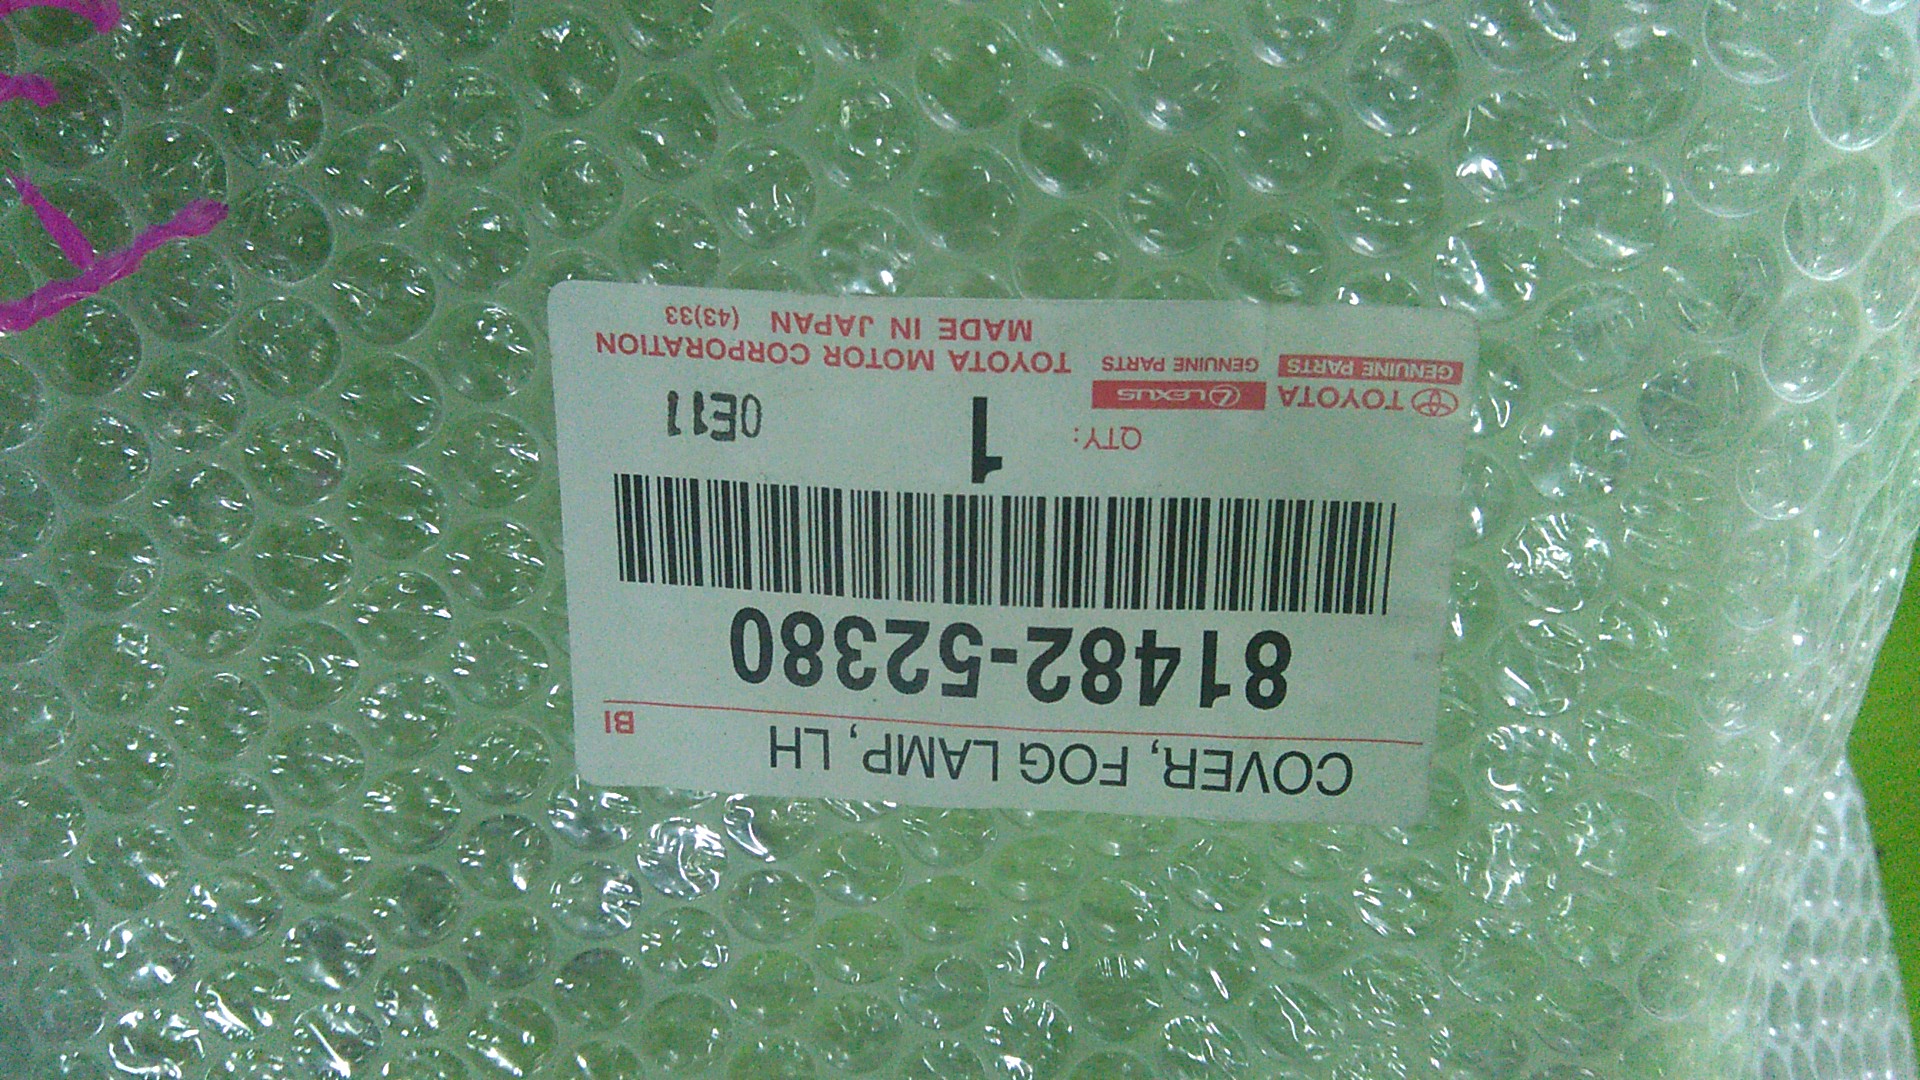 COVER, FOG LAMP, LH
BI
81482-52380
QTY:
1
0E11
TOYOTA
GENUINE PARTS
LEXUS
GENUINE PARTS
TOYOTA MOTOR CORPORATION
MADE IN JAPAN (43)33